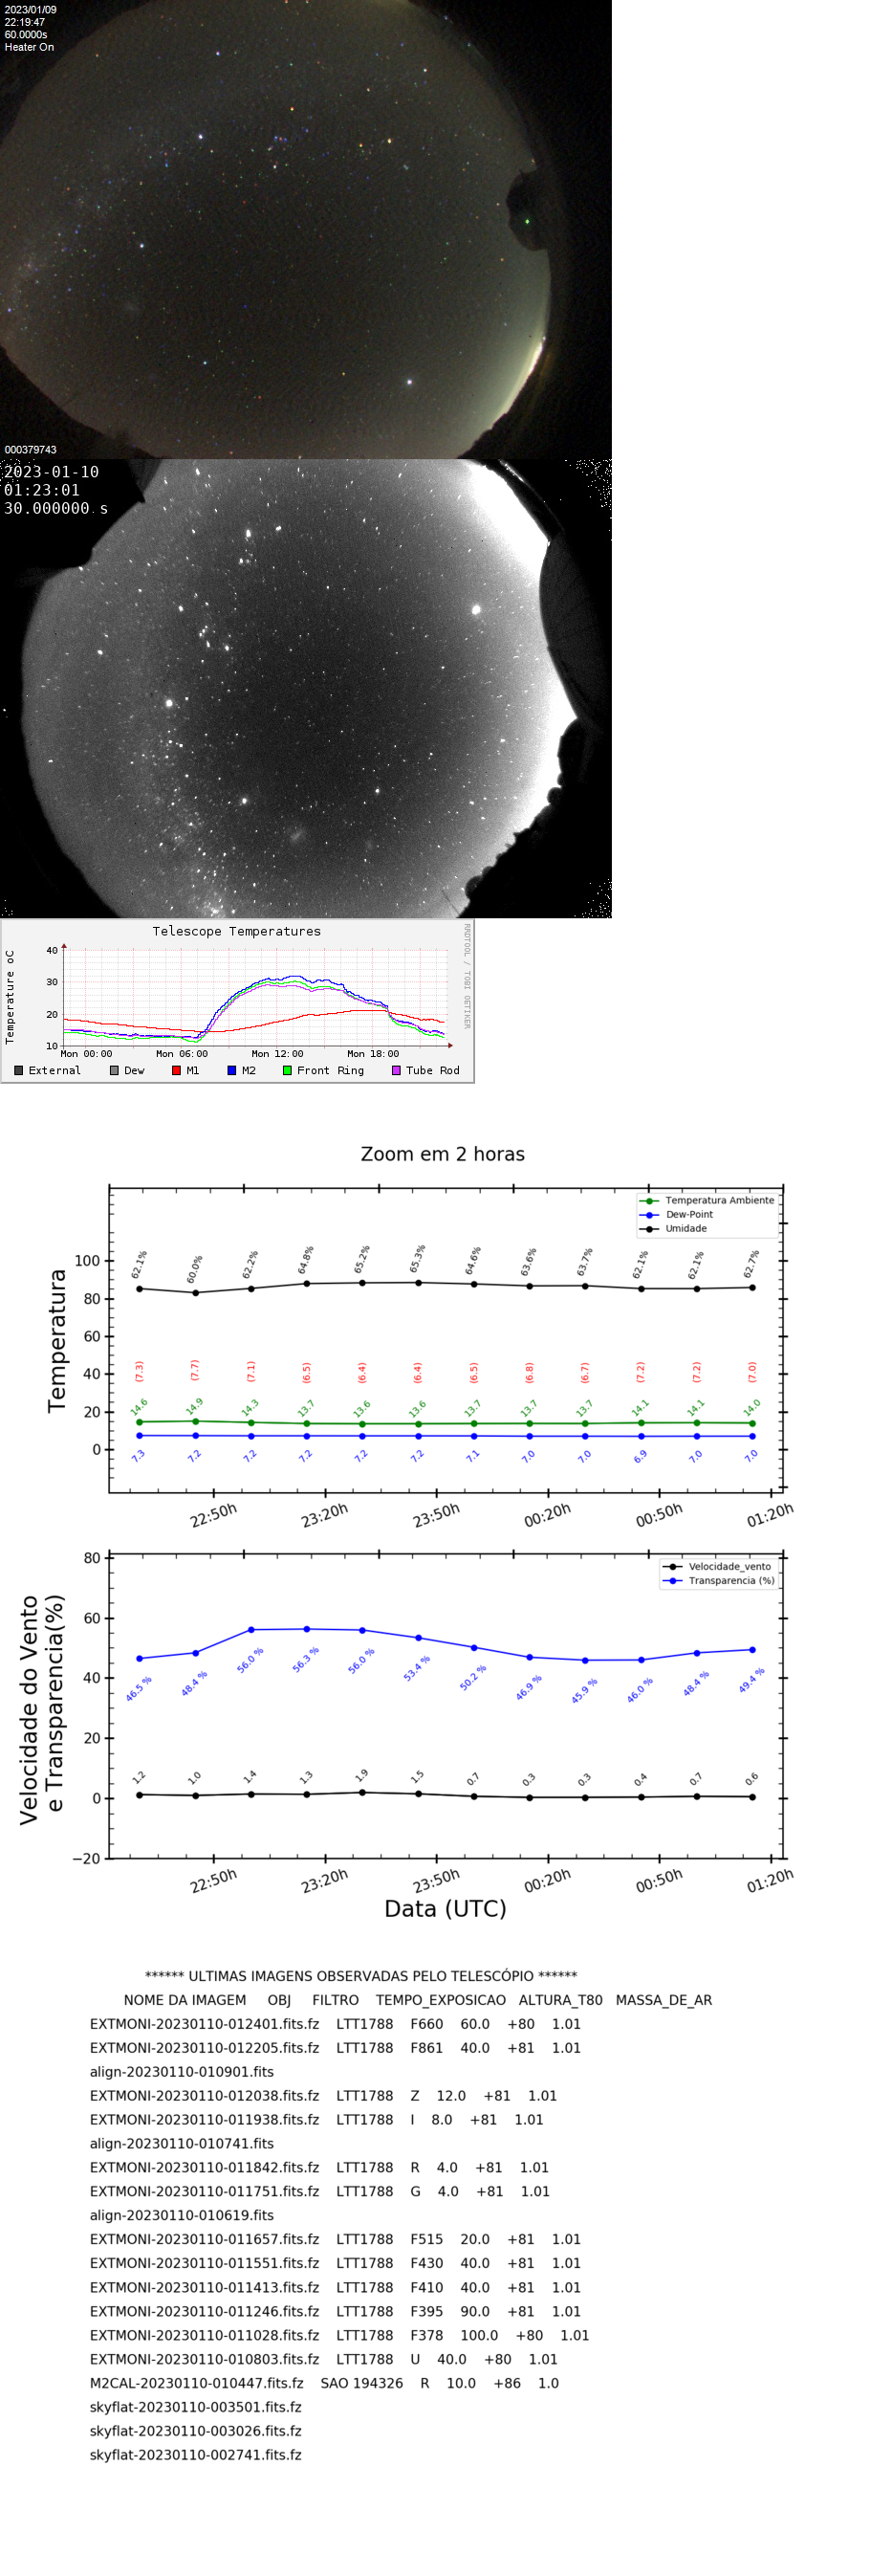 2023/01/09
22:19:47
60.0000s
Heater On
000379743
2023-01-10
01:23:01
30.000000 s
Telescope Temperatures
RRDTOOL / TOBI OETIKER
Temperature oC
40
30
20
10
Mon 00:00 Mon 06:00 Mon 12:00 Mon 18:00
External Dew M1 M2 Front Ring Tube Rod
Zoom em 2 horas
Temperatura Ambiente
Dew-Point
Umidade
Temperatura
100
80
60
40
20
0
62.1% 60.0% 62.2% 64.8% 65.2% 65.3% 64.6% 63.6% 63.7% 62.1% 62.1% 62.7%
(7.3) (7.7) (7.1) (6.5) (6.4) (6.4) (6.5) (6.8) (6.7) (7.2) (7.2) (7.0)
14.6 14.9 14.3 13.7 13.6 13.6 13.7 13.7 13.7 14.1 14.1 14.0
7.3 7.2 7.2 7.2 7.2 7.2 7.1 7.0 7.0 6.9 7.0 7.0
22:50h 23:20h 23:50h 00:20h 00:50h 01:20h
Velocidade_vento
Transparencia (%)
Velocidade do Vento
e Transparencia(%)
80
60
40
20
0
−20
46.5 % 48.4 % 56.0 % 56.3 % 56.0 % 53.4 % 50.2 % 46.9 % 45.9 % 46.0 % 48.4 % 49.4 %
1.2 1.0 1.4 1.3 1.9 1.5 0.7 0.3 0.3 0.4 0.7 0.6
22:50h 23:20h 23:50h 00:20h 00:50h 01:20h
Data (UTC)
****** ULTIMAS IMAGENS OBSERVADAS PELO TELESCÓPIO ******
NOME DA IMAGEM OBJ FILTRO TEMPO_EXPOSICAO ALTURA_T80 MASSA_DE_AR
EXTMONI-20230110-012401.fits.fz LTT1788 F660 60.0 +80 1.01
EXTMONI-20230110-012205.fits.fz LTT1788 F861 40.0 +81 1.01
align-20230110-010901.fits
EXTMONI-20230110-012038.fits.fz LTT1788 Z 12.0 +81 1.01
EXTMONI-20230110-011938.fits.fz LTT1788 I 8.0 +81 1.01
align-20230110-010741.fits
EXTMONI-20230110-011842.fits.fz LTT1788 R 4.0 +81 1.01
EXTMONI-20230110-011751.fits.fz LTT1788 G 4.0 +81 1.01
align-20230110-010619.fits
EXTMONI-20230110-011657.fits.fz LTT1788 F515 20.0 +81 1.01
EXTMONI-20230110-011551.fits.fz LTT1788 F430 40.0 +81 1.01
EXTMONI-20230110-011413.fits.fz LTT1788 F410 40.0 +81 1.01
EXTMONI-20230110-011246.fits.fz LTT1788 F395 90.0 +81 1.01
EXTMONI-20230110-011028.fits.fz LTT1788 F378 100.0 +80 1.01
EXTMONI-20230110-010803.fits.fz LTT1788 U 40.0 +80 1.01
M2CAL-20230110-010447.fits.fz SAO 194326 R 10.0 +86 1.0
skyflat-20230110-003501.fits.fz
skyflat-20230110-003026.fits.fz
skyflat-20230110-002741.fits.fz